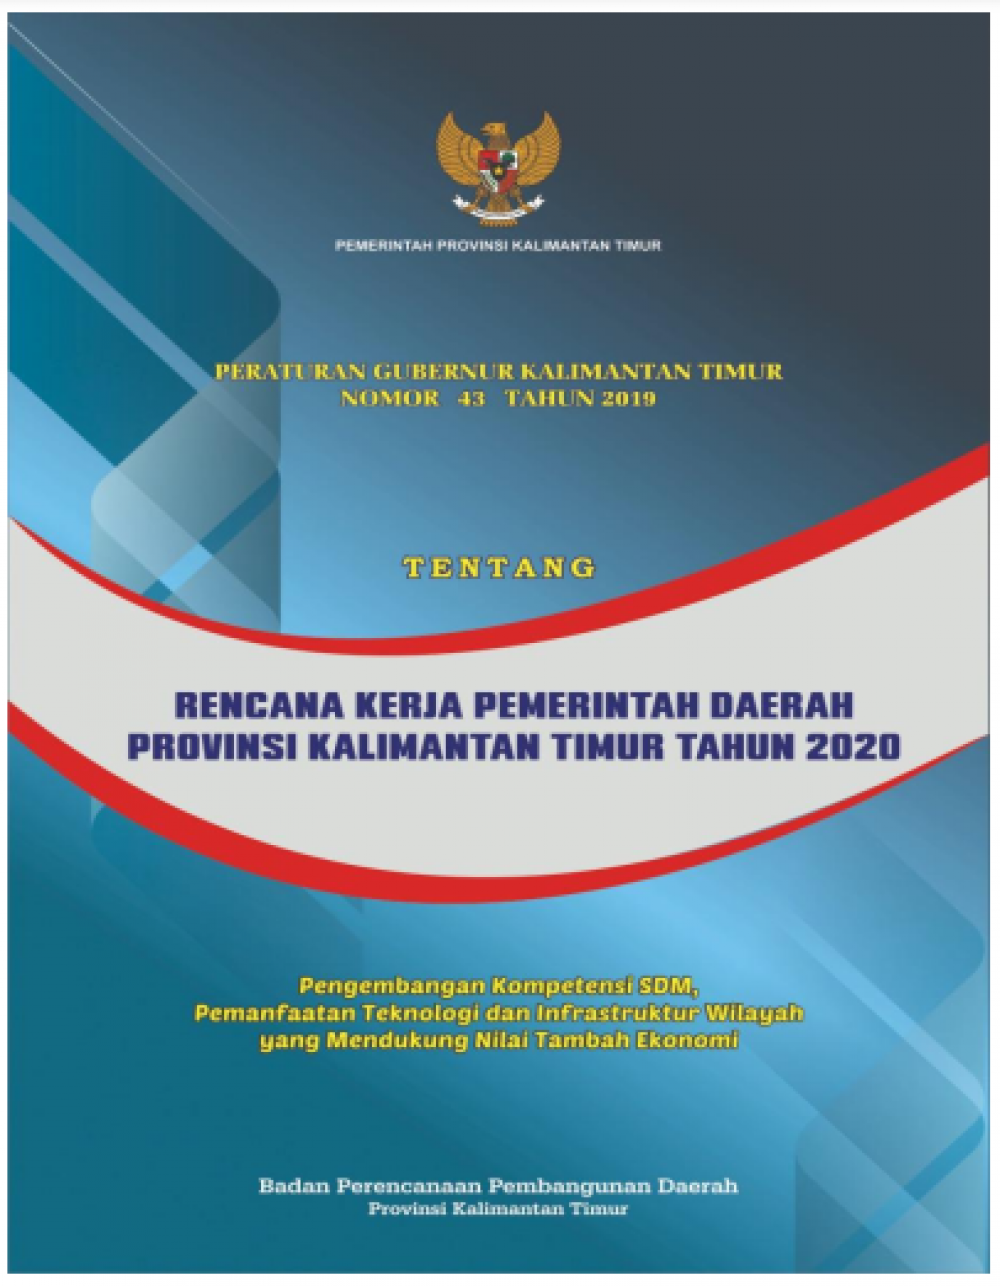 PEMERINTAH PROVINSI KALIMANTAN TIMUR
PERATURAN GUBERNUR KALIMANTAN TIMUR
NOMOR 43 TAHUN 2019
TENTANG
RENCANA KERJA PEMERINTAH DAERAH
PROVINSI KALIMANTAN TIMUR TAHUN 2020
Pengembangan Kompetensi SDM,
Pemanfaatan Teknologi dan Infrastruktur Wilayah
yang Mendukung Nilai Tambah Ekonomi
Badan Perencanaan Pembangunan Daerah
Provinsi Kalimantan Timur